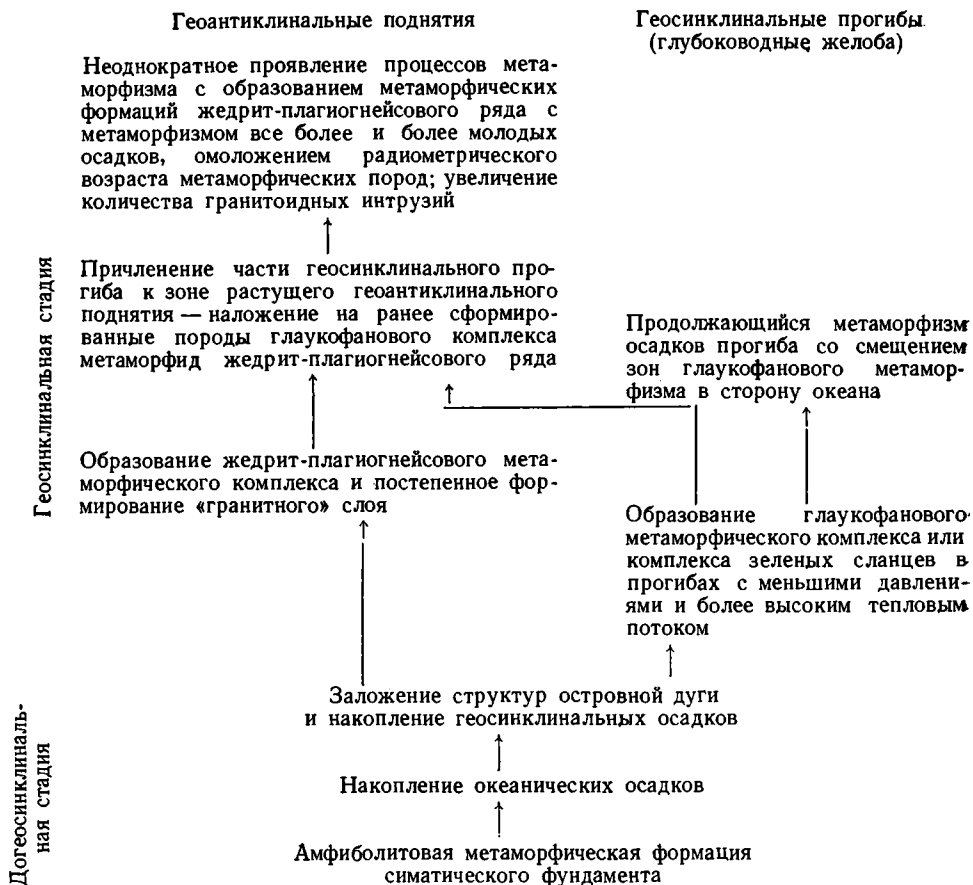 Геоантиклинальные поднятия
Геосинклинальные прогибы
(глубоководные желоба)
Неоднократное проявление процессов мета-
морфизма с образованием метаморфических
формаций жедрит-плагиогнейсового ряда с
метаморфизмом все более и более молодых
осадков, омоложением радиометрического
возраста метаморфических пород; увеличение
количества гранитоидных интрузий
Геосинклинальная стадия
Причленение части геосинклинального про-
гиба к зоне растущего геоантиклинального
поднятия — наложение на ранее сформиро-
ванные породы глаукофанового комплекса
метаморфид жедрит-плагиогнейсового ряда
Продолжающийся метаморфизм
осадков прогиба со смещением
зон глаукофанового метамор-
физма в сторону океана
Образование жедрит-плагиогнейсового мета-
морфического комплекса и постепенное фор-
мирование «гранитного» слоя
Образование глаукофанового
метаморфического комплекса или
комплекса зеленых сланцев в
прогибах с меньшими давлени-
ями и более высоким тепловым
потоком
Догеосинклиналь-
ная стадия
Заложение структур островной дуги
и накопление геосинклинальных осадков
Накопление океанических осадков
Амфиболитовая метаморфическая формация
симатического фундамента